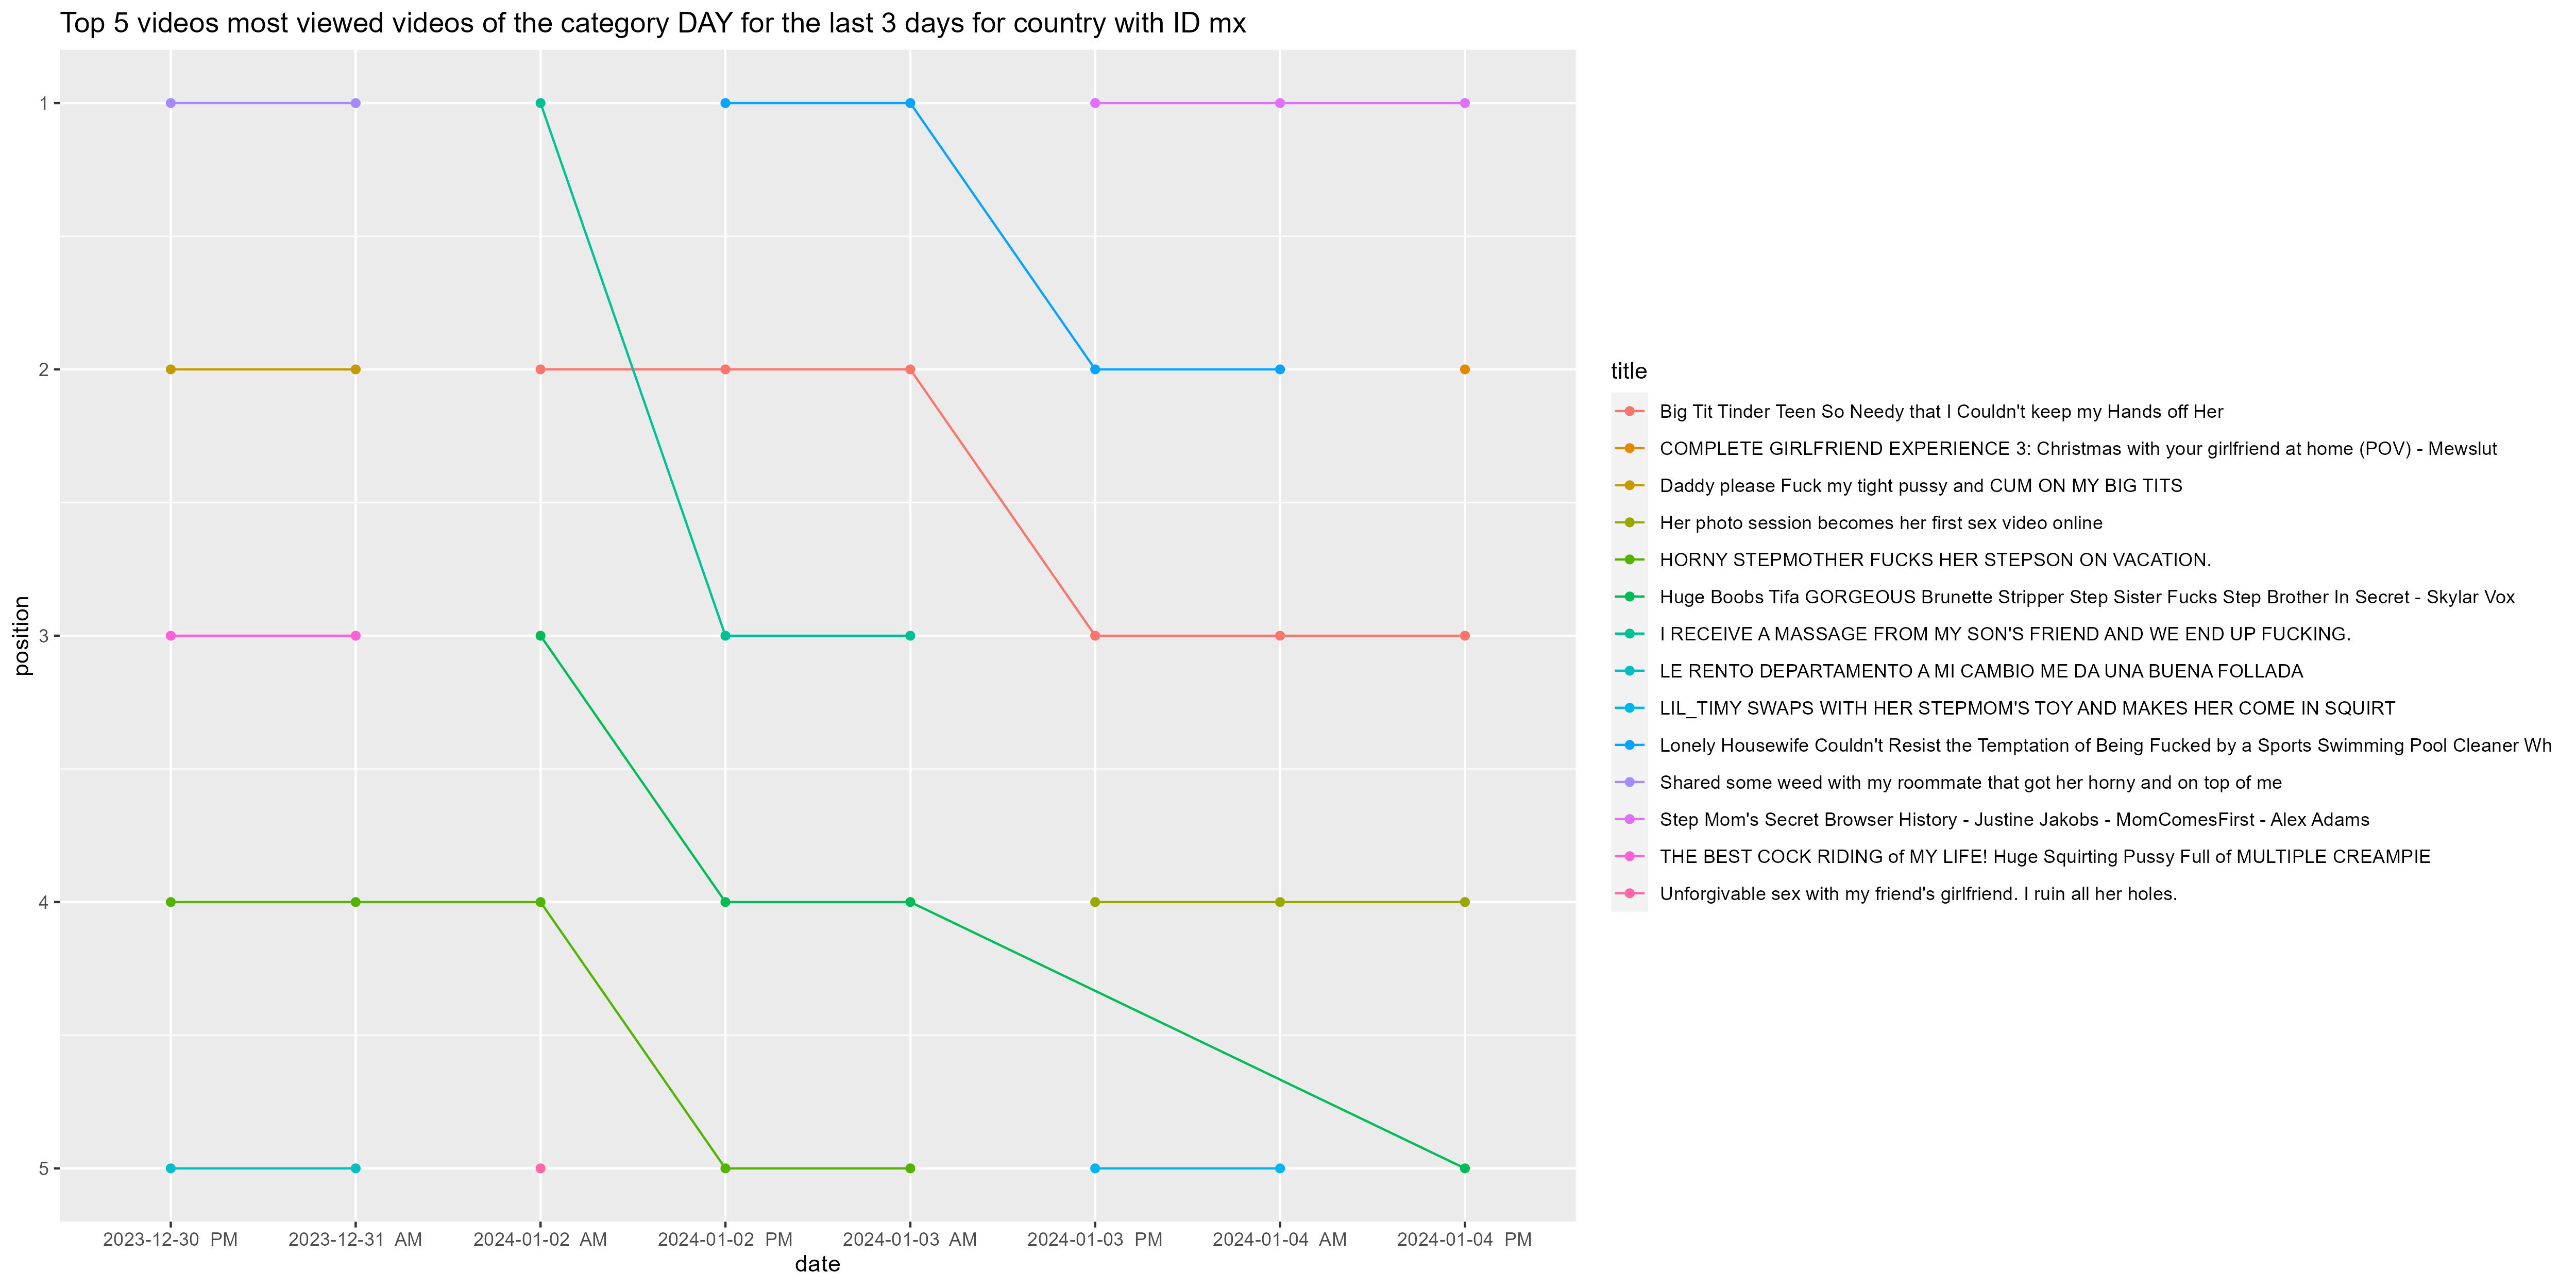 Top 5 videos most viewed videos of the category DAY for the last 3 days for country with ID mx
position
1
2
3
4
5
2023-12-30 PM
2023-12-31 AM
2024-01-02 AM
2024-01-02 PM
2024-01-03 AM
2024-01-03 PM
2024-01-04 AM
2024-01-04 PM
date
title
Big Tit Tinder Teen So Needy that I Couldn't keep my Hands off Her
COMPLETE GIRLFRIEND EXPERIENCE 3: Christmas with your girlfriend at home (POV) - Mewslut
Daddy please Fuck my tight pussy and CUM ON MY BIG TITS
Her photo session becomes her first sex video online
HORNY STEPMOTHER FUCKS HER STEPSON ON VACATION.
Huge Boobs Tifa GORGEOUS Brunette Stripper Step Sister Fucks Step Brother In Secret - Skylar Vox
I RECEIVE A MASSAGE FROM MY SON'S FRIEND AND WE END UP FUCKING.
LE RENTO DEPARTAMENTO A MI CAMBIO ME DA UNA BUENA FOLLADA
LIL_TIMY SWAPS WITH HER STEPMOM'S TOY AND MAKES HER COME IN SQUIRT
Lonely Housewife Couldn't Resist the Temptation of Being Fucked by a Sports Swimming Pool Cleaner Wh
Shared some weed with my roommate that got her horny and on top of me
Step Mom's Secret Browser History - Justine Jakobs - MomComesFirst - Alex Adams
THE BEST COCK RIDING of MY LIFE! Huge Squirting Pussy Full of MULTIPLE CREAMPIE
Unforgivable sex with my friend's girlfriend. I ruin all her holes.